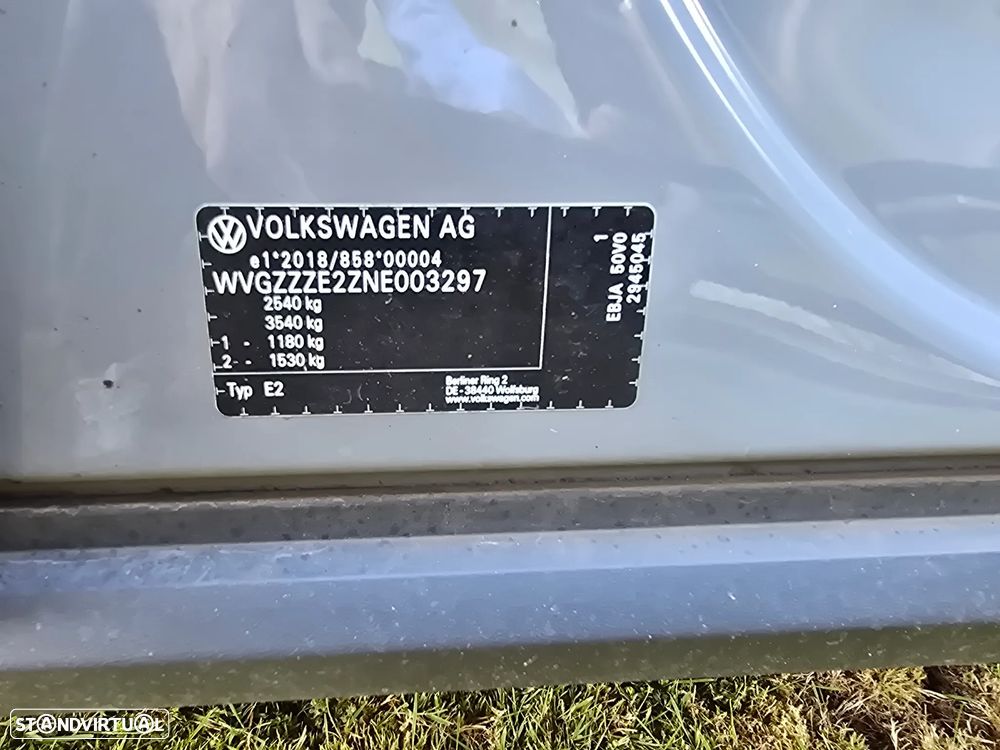 VOLKSWAGEN AG
e1*2018/858*00004
WVGZZZE2ZNE003297
2540 kg
3540 kg
1 - 1180 kg
2 - 1530 kg
Typ E2
Berliner Ring 2
DE - 38440 Wolfsburg
www.volkswagen.com
1
EBJA 50V0
2945045
STANDVIRTUAL